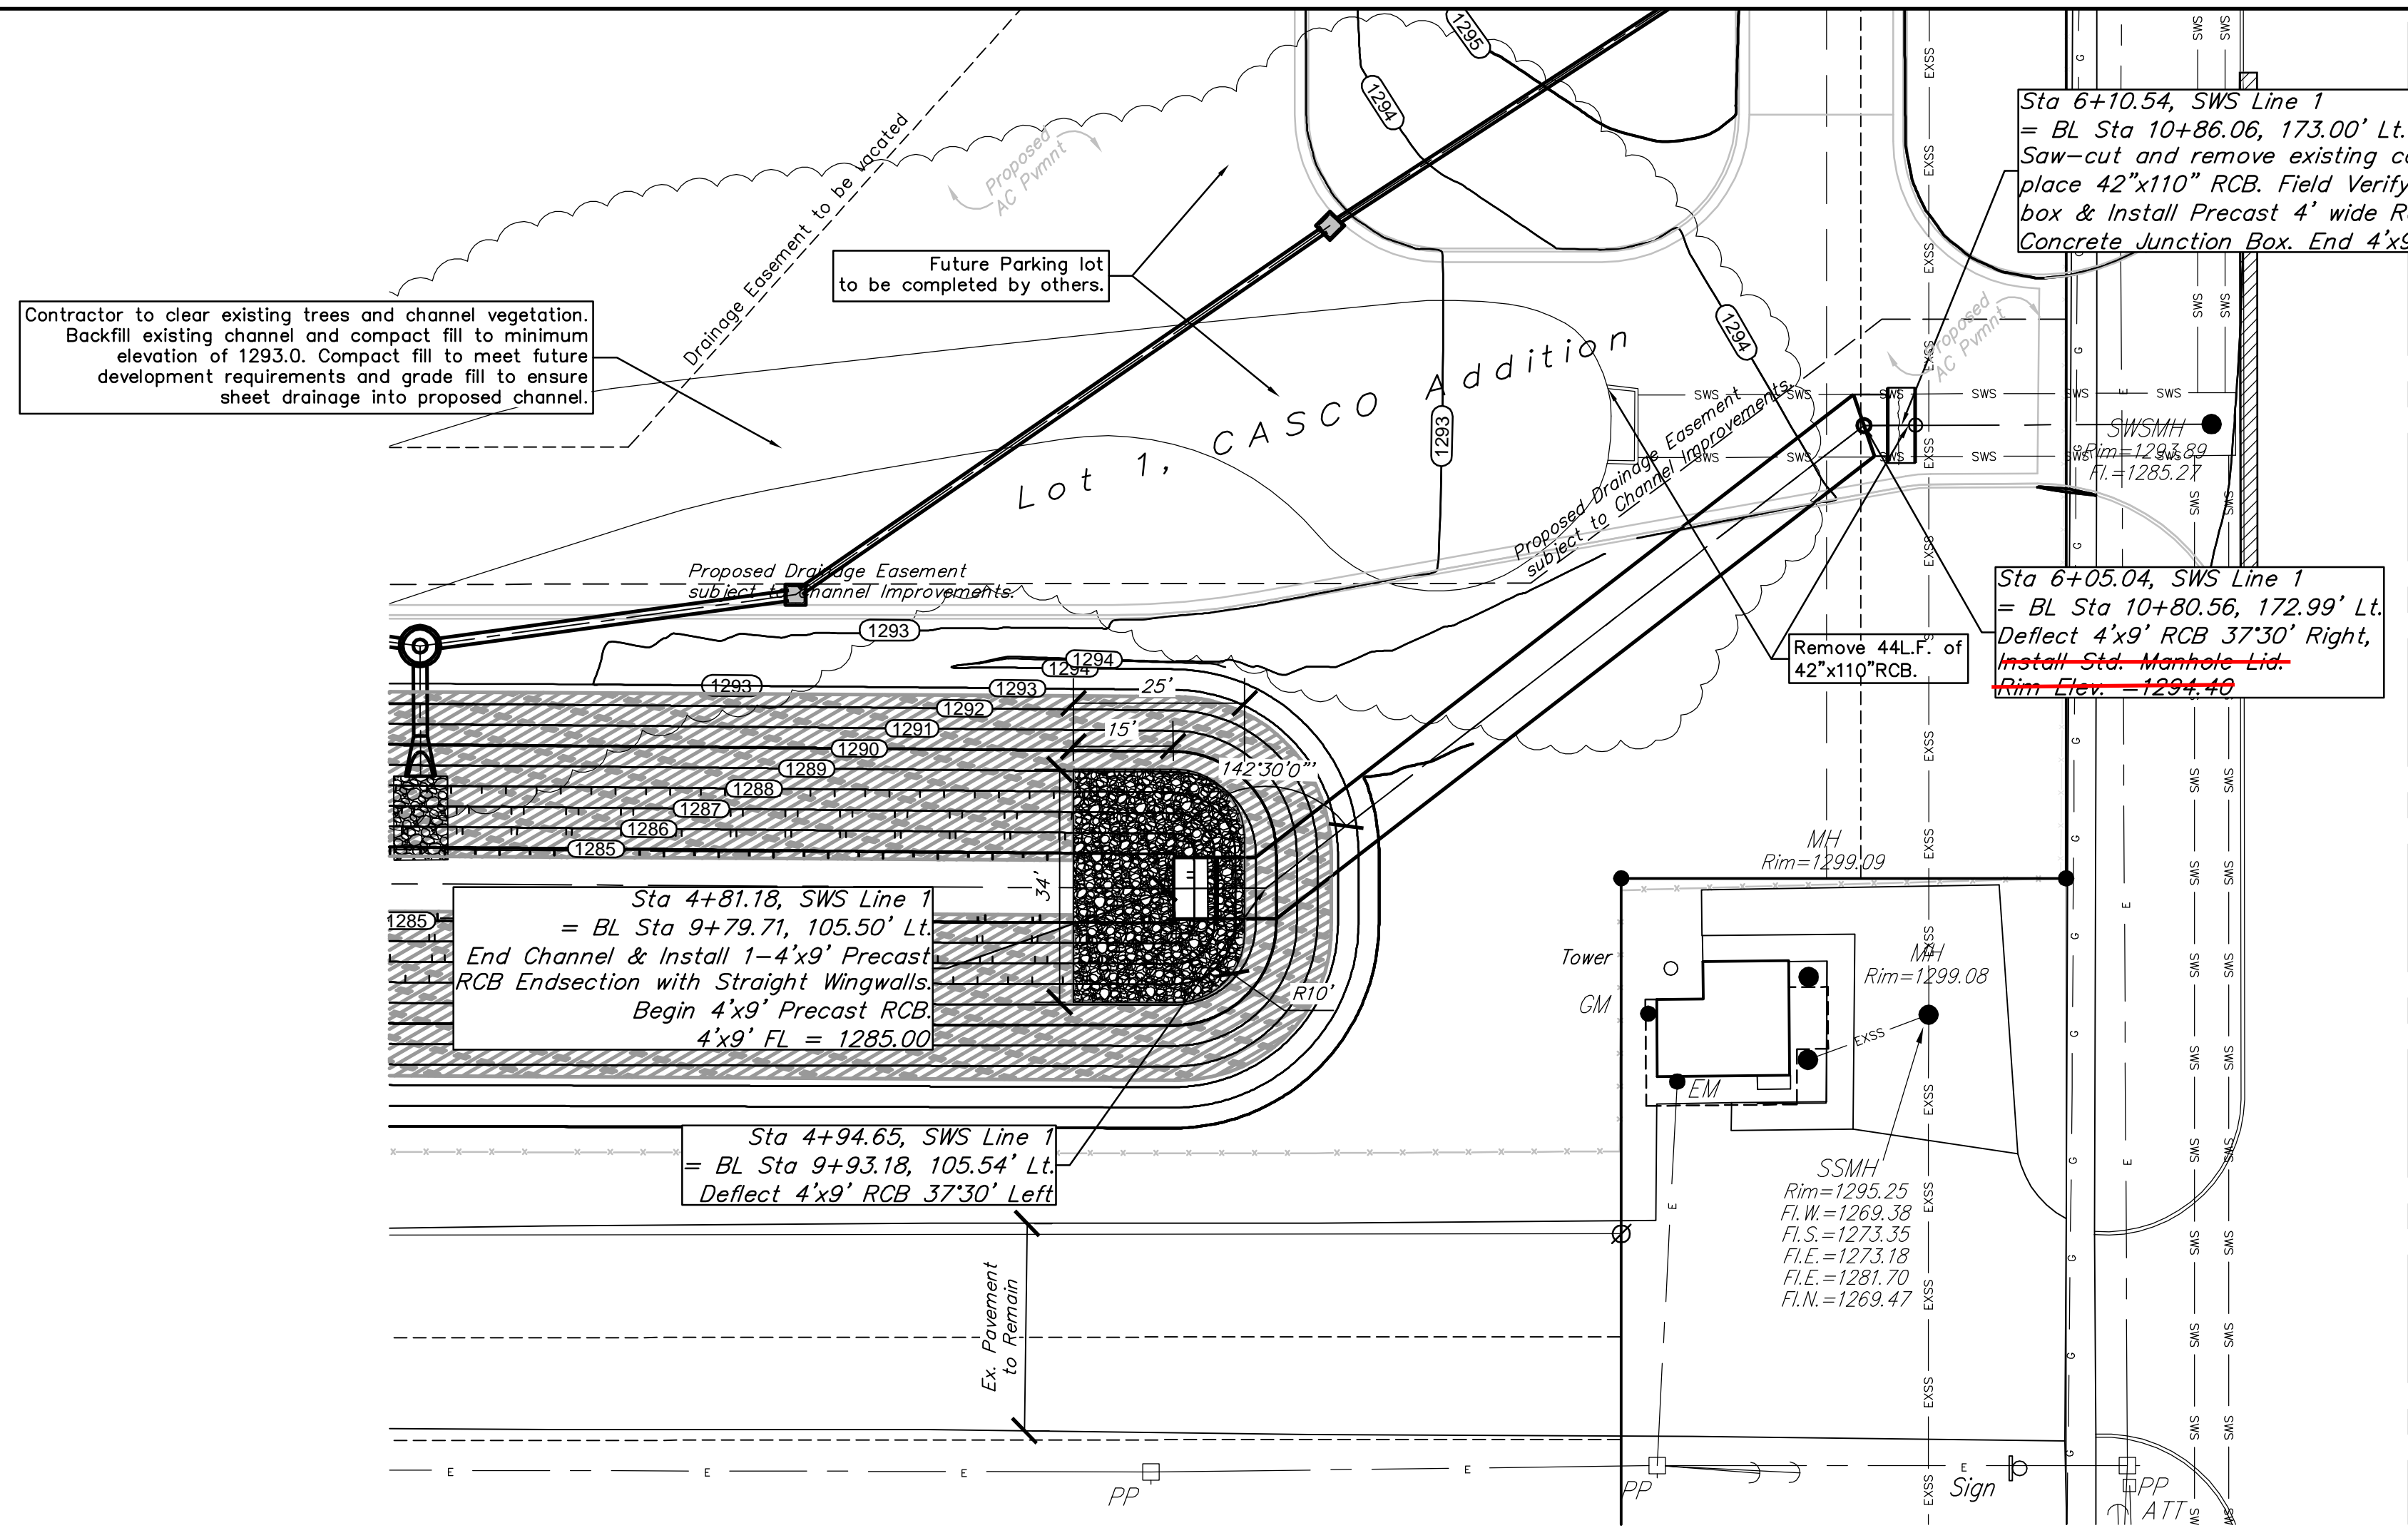 Sta 6+10.54, SWS Line 1
= BL Sta 10+86.06, 173.00' Lt.
Saw-cut and remove existing
place 42"x110" RCB. Field Verify
box & Install Precast 4' wide
Concrete Junction Box. End
1295
1294
Proposed
AC Pvmnt
Drainage Easement to be vacated
Future Parking lot
to be completed by others.
Contractor to clear existing trees and channel vegetation.
Backfill existing channel and compact fill to minimum
elevation of 1293.0. Compact fill to meet future
development requirements and grade fill to ensure
sheet drainage into proposed channel.
1294
Proposed
AC Pvmnt
Lot 1, CASCO Addition
1293
Proposed Drainage Easement
subject to Channel Improvements.
SWSMH
Rim=1293.89
Fl.=1285.27
Proposed Drainage Easement
subject to Channel Improvements.
Sta 6+05.04, SWS Line 1
= BL Sta 10+80.56, 172.99' Lt.
Deflect 4'x9' RCB 37°30' Right,
Install Std. Manhole Lid.
Rim Elev. =1294.40
Remove 44L.F. of
42"x110"RCB.
1293
1294
1294
1293
1293
1292
1291
1290
1289
1288
1287
1286
1285
25'
15'
142°30'0"
34'
R10'
1285
Sta 4+81.18, SWS Line 1
= BL Sta 9+79.71, 105.50' Lt.
End Channel & Install 1-4'x9' Precast
RCB Endsection with Straight Wingwalls.
Begin 4'x9' Precast RCB.
4'x9' FL = 1285.00
Sta 4+94.65, SWS Line 1
= BL Sta 9+93.18, 105.54' Lt.
Deflect 4'x9' RCB 37°30' Left
MH
Rim=1299.09
Tower
GM
EM
MH
Rim=1299.08
EXSS
SSMH
Rim=1295.25
Fl.W.=1269.38
Fl.S.=1273.35
Fl.E.=1273.18
Fl.E.=1281.70
Fl.N.=1269.47
Ex. Pavement
to Remain
E E E E E
PP
PP
Sign
PP
ATT
SWS SWS SWS SWS SWS SWS
SWS SWS SWS SWS SWS
EXSS
G
E
SWS